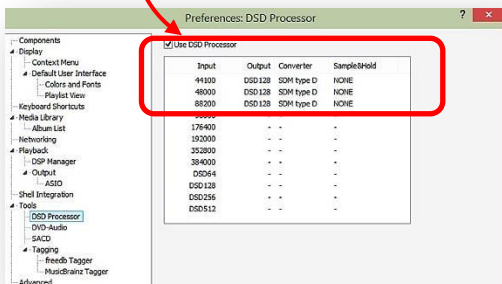 Preferences: DSD Processor
? ×
Components
Display
Context Menu
Default User Interface
Colors and Fonts
Playlist View
Keyboard Shortcuts
Media Library
Album List
Networking
Playback
DSP Manager
Output
ASIO
Shell Integration
Tools
DSD Processor
DVD-Audio
SACD
Tagging
freedb Tagger
MusicBrainz Tagger
Advanced
Use DSD Processor
Input Output Converter Sample&Hold
44100 DSD128 SDM type D NONE
48000 DSD128 SDM type D NONE
88200 DSD128 SDM type D NONE
176400 - - -
192000 - - -
352800 - - -
384000 - - -
DSD64 - - -
DSD128 - - -
DSD256 - - -
DSD512 - - -